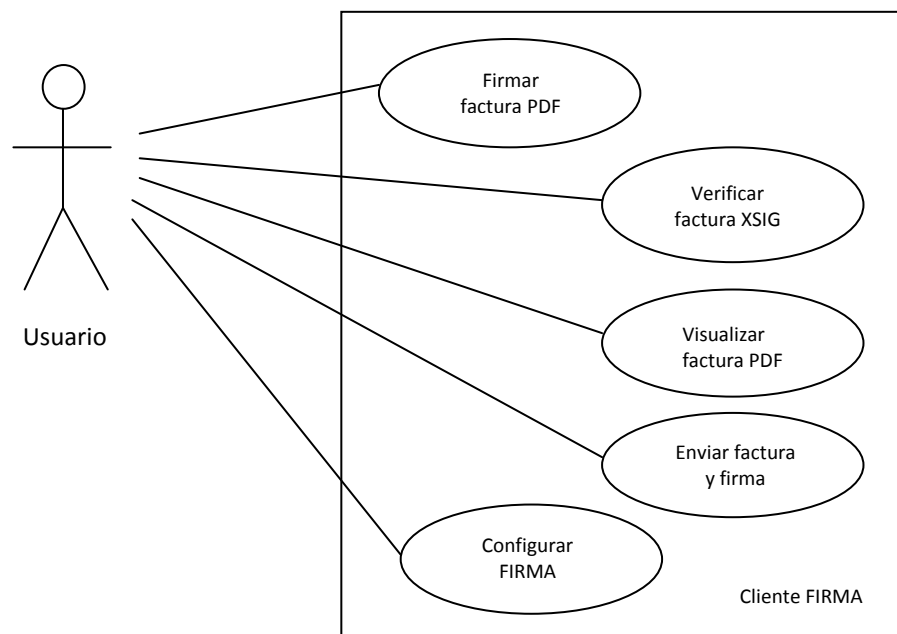 Firmar
factura PDF
Verificar
factura XSIG
Usuario
Visualizar
factura PDF
Enviar factura
y firma
Configurar
FIRMA
Cliente FIRMA